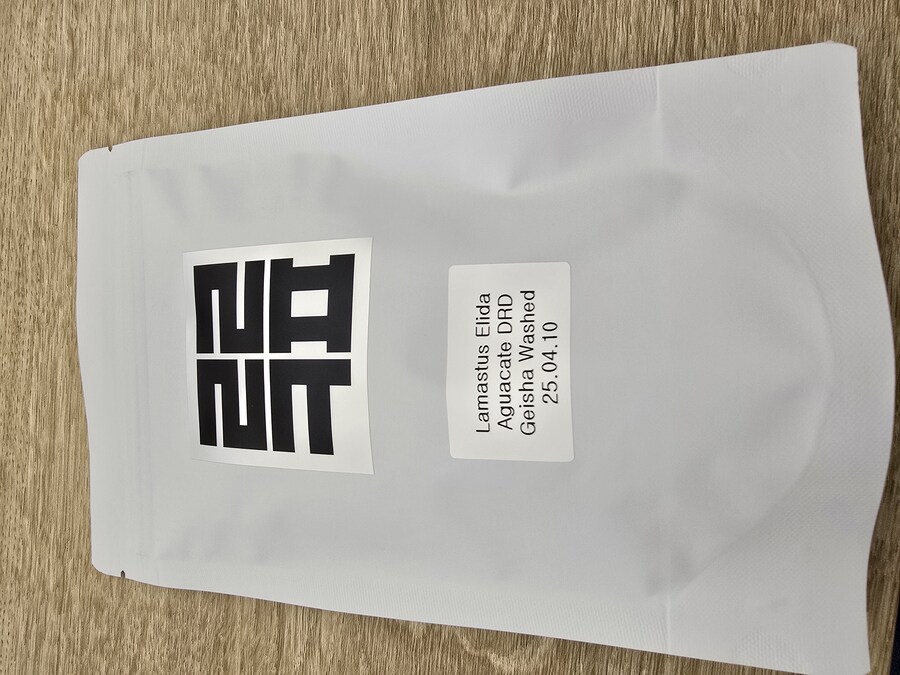 Lamastus Elida
Aguacate DRD
Geisha Washed
25.04.10